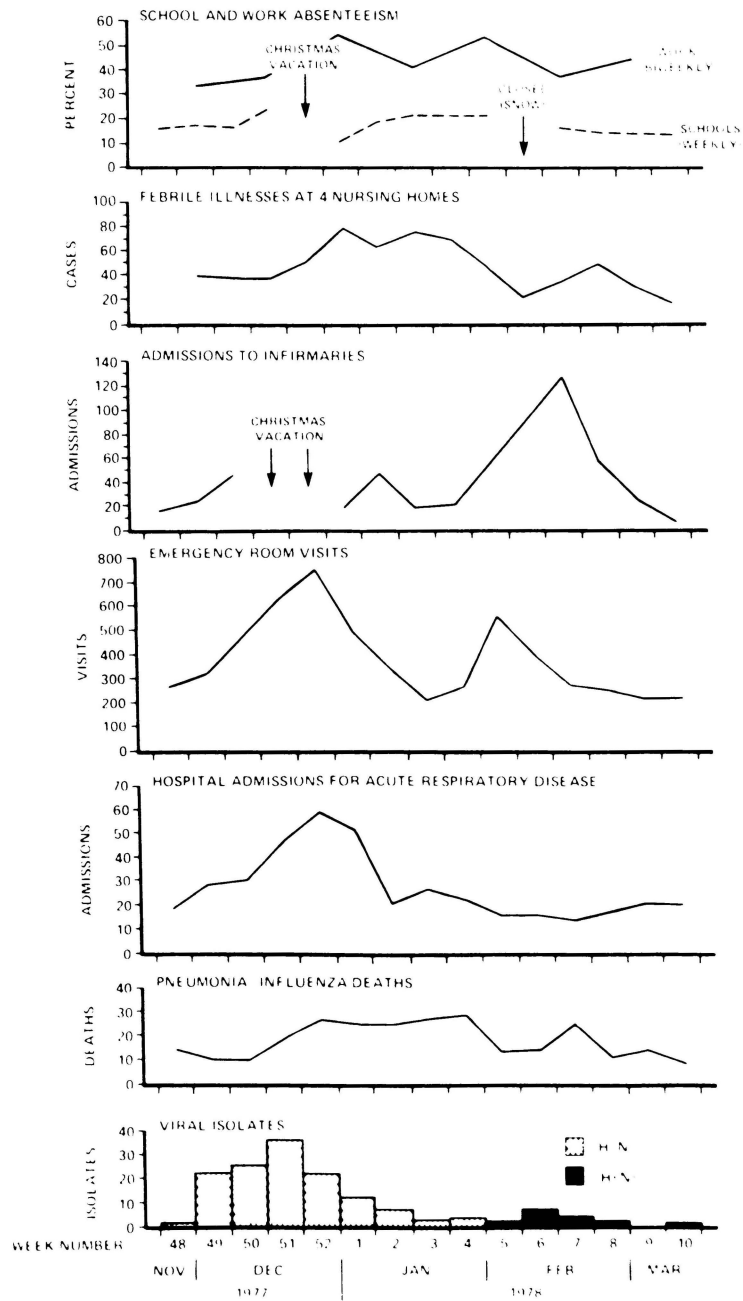 SCHOOL AND WORK ABSENTEEISM
60
50
40
30
20
10
0
PERCENT
CHRISTMAS
VACATION
CLOSED
(SNOW)
SCHOOLS
(WEEKLY)
FEBRILE ILLNESSES AT 4 NURSING HOMES
100
80
60
40
20
0
CASES
ADMISSIONS TO INFIRMARIES
140
120
100
80
60
40
20
0
ADMISSIONS
CHRISTMAS
VACATION
EMERGENCY ROOM VISITS
800
700
600
500
400
300
200
100
0
VISITS
HOSPITAL ADMISSIONS FOR ACUTE RESPIRATORY DISEASE
70
60
50
40
30
20
10
0
ADMISSIONS
PNEUMONIA INFLUENZA DEATHS
40
30
20
10
0
DEATHS
VIRAL ISOLATES
40
30
20
10
0
ISOLATES
WEEK NUMBER 48 49 50 51 52 1 2 3 4 5 6 7 8 9 10
NOV DEC JAN FEB MAR
1977 1978